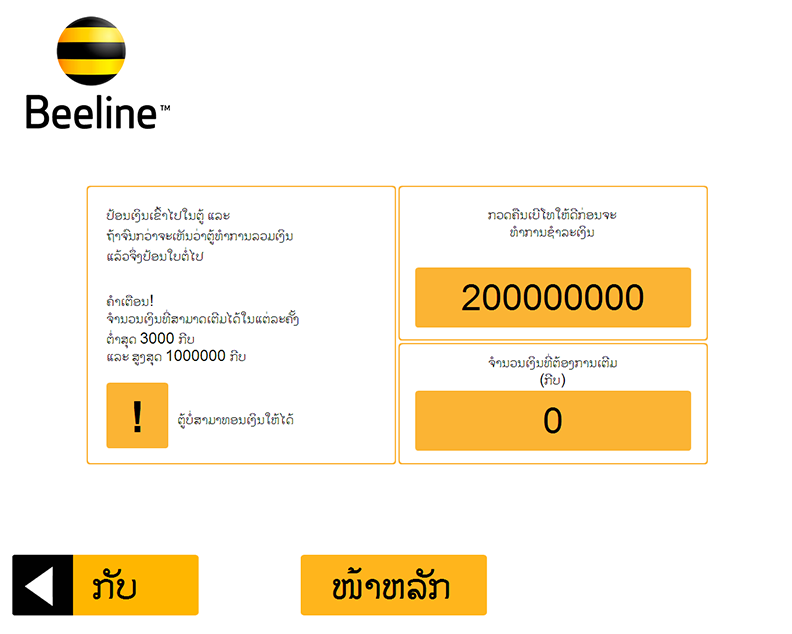 Beeline™
ປ້ອນເງິນເຂົ້າໄປໃນຕູ້ ແລະ
ຖ້າຈົນກວ່າຈະເຫັນວ່າຕູ້ທຳການລວມເງິນ
ແລ້ວຈຶ່ງປ້ອນໃບຕໍ່ໄປ
ຄຳເຕືອນ!
ຈຳນວນເງິນທີ່ສາມາດເຕີມໄດ້ໃນແຕ່ລະຄັ້ງ
ຕ່ຳສຸດ 3000 ກີບ
ແລະ ສູງສຸດ 1000000 ກີບ
!
ຕູ້ບໍ່ສາມາທອນເງິນໃຫ້ໄດ້
ກວດຄືນເບີໂທໃຫ້ດີກ່ອນຈະ
ທຳການຊຳລະເງິນ
200000000
ຈຳນວນເງິນທີ່ຕ້ອງການເຕີມ
(ກີບ)
0
ກັບ
ໜ້າຫລັກ